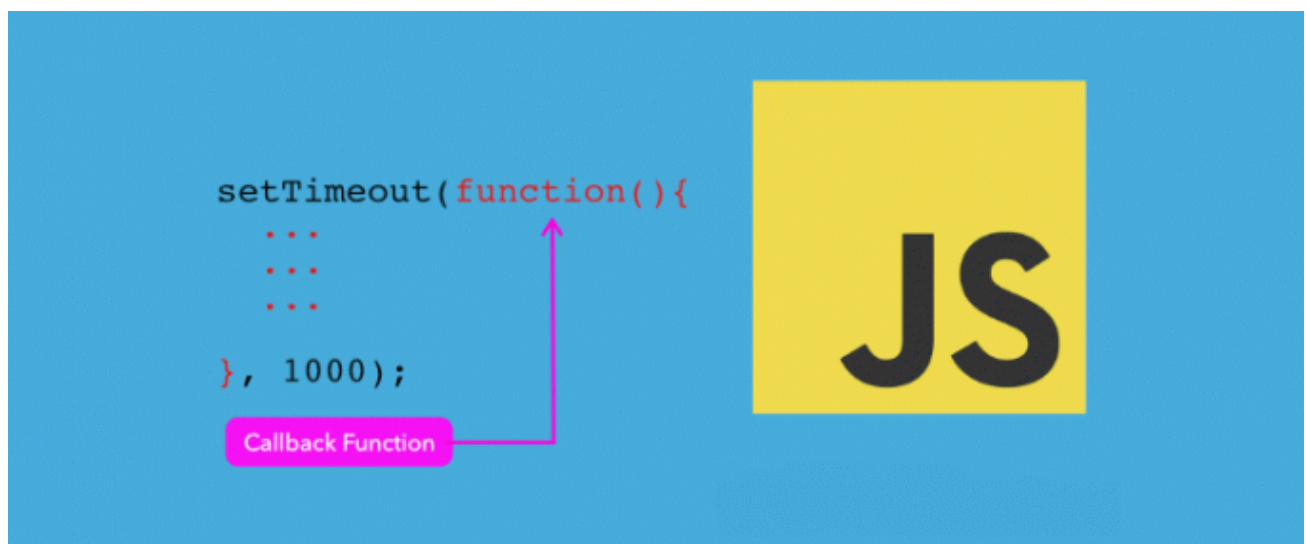 setTimeout(function(){
...
...
...
}, 1000);
Callback Function
JS